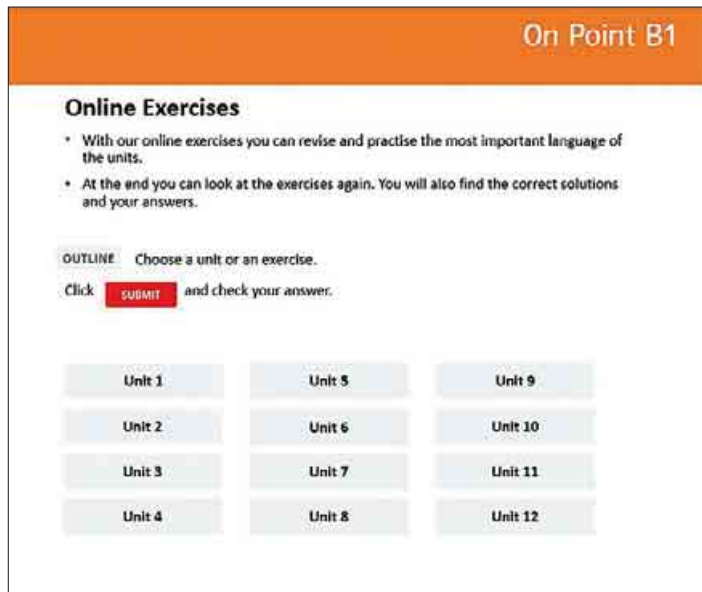 On Point B1
Online Exercises
• With our online exercises you can revise and practise the most important language of
the units.
• At the end you can look at the exercises again. You will also find the correct solutions
and your answers.
OUTLINE Choose a unit or an exercise.
Click SUBMIT and check your answer.
Unit 1 Unit 5 Unit 9
Unit 2 Unit 6 Unit 10
Unit 3 Unit 7 Unit 11
Unit 4 Unit 8 Unit 12